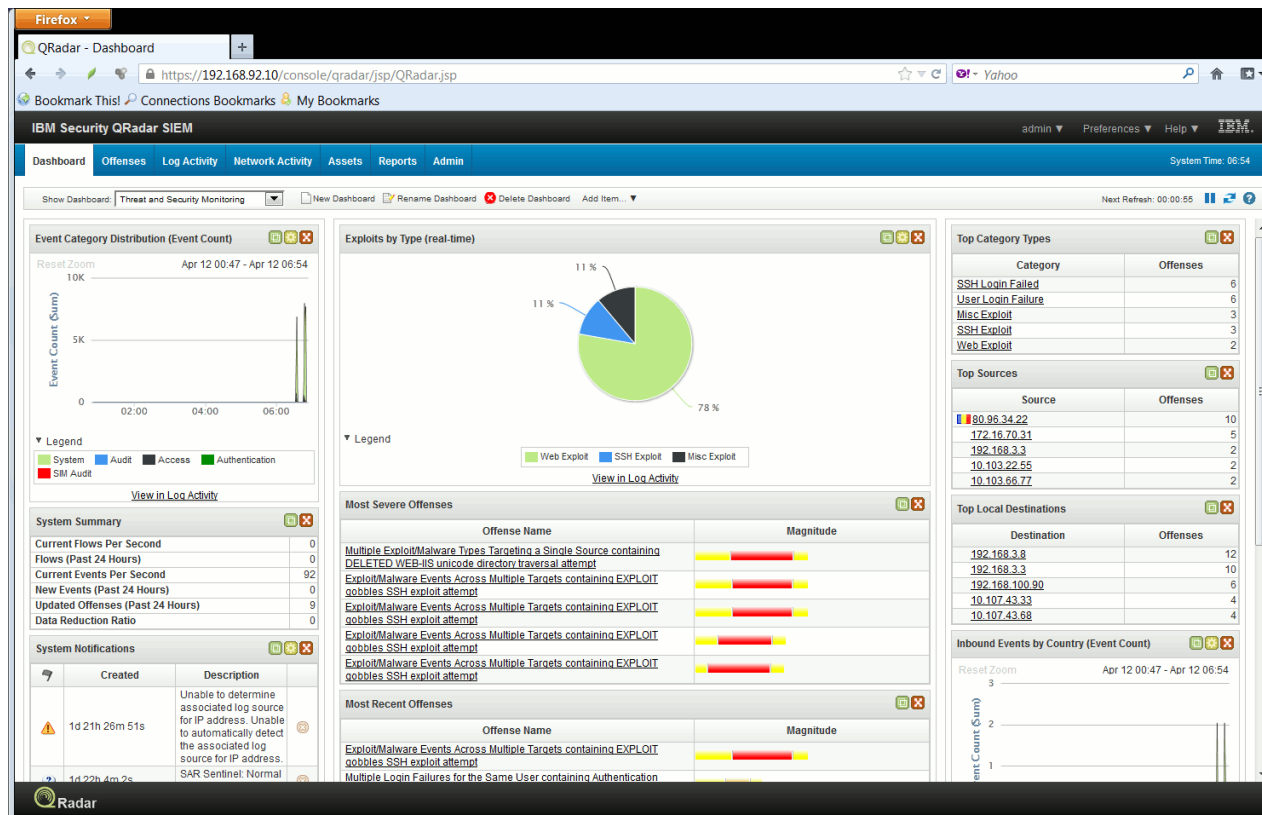 Firefox
QRadar - Dashboard
https://192.168.92.10/console/qradar/jsp/QRadar.jsp
Yahoo
Bookmark This! Connections Bookmarks My Bookmarks
IBM Security QRadar SIEM
admin ▼ Preferences ▼ Help ▼ IBM.
Dashboard Offenses Log Activity Network Activity Assets Reports Admin System Time: 06:54
Show Dashboard: Threat and Security Monitoring New Dashboard Rename Dashboard Delete Dashboard Add Item... ▼ Next Refresh: 00:00:55
Event Category Distribution (Event Count)
Reset Zoom Apr 12 00:47 - Apr 12 06:54
10K
5K
0
Event Count (Sum)
02:00 04:00 06:00
▼ Legend
System Audit Access Authentication
SIM Audit
View in Log Activity
System Summary
Current Flows Per Second 0
Flows (Past 24 Hours) 0
Current Events Per Second 92
New Events (Past 24 Hours) 0
Updated Offenses (Past 24 Hours) 9
Data Reduction Ratio 0
System Notifications
Created Description
1d 21h 26m 51s
Unable to determine
associated log source
for IP address. Unable
to automatically detect
the associated log
source for IP address.
1d 22h 4m 2s
SAR Sentinel: Normal
Exploits by Type (real-time)
11 %
11 %
78 %
▼ Legend
Web Exploit SSH Exploit Misc Exploit
View in Log Activity
Most Severe Offenses
Offense Name Magnitude
Multiple Exploit/Malware Types Targeting a Single Source containing
DELETED WEB-IIS unicode directory traversal attempt
Exploit/Malware Events Across Multiple Targets containing EXPLOIT
gobbles SSH exploit attempt
Exploit/Malware Events Across Multiple Targets containing EXPLOIT
gobbles SSH exploit attempt
Exploit/Malware Events Across Multiple Targets containing EXPLOIT
gobbles SSH exploit attempt
Exploit/Malware Events Across Multiple Targets containing EXPLOIT
gobbles SSH exploit attempt
Most Recent Offenses
Offense Name Magnitude
Exploit/Malware Events Across Multiple Targets containing EXPLOIT
gobbles SSH exploit attempt
Multiple Login Failures for the Same User containing Authentication
Top Category Types
Category Offenses
SSH Login Failed 6
User Login Failure 6
Misc Exploit 3
SSH Exploit 3
Web Exploit 2
Top Sources
Source Offenses
80.96.34.22 10
172.16.70.31 5
192.168.3.3 2
10.103.22.55 2
10.103.66.77 2
Top Local Destinations
Destination Offenses
192.168.3.8 12
192.168.3.3 10
192.168.100.90 6
10.107.43.33 4
10.107.43.68 4
Inbound Events by Country (Event Count)
Reset Zoom Apr 12 00:47 - Apr 12 06:54
3
2
1
ent Count (Sum)
QRadar